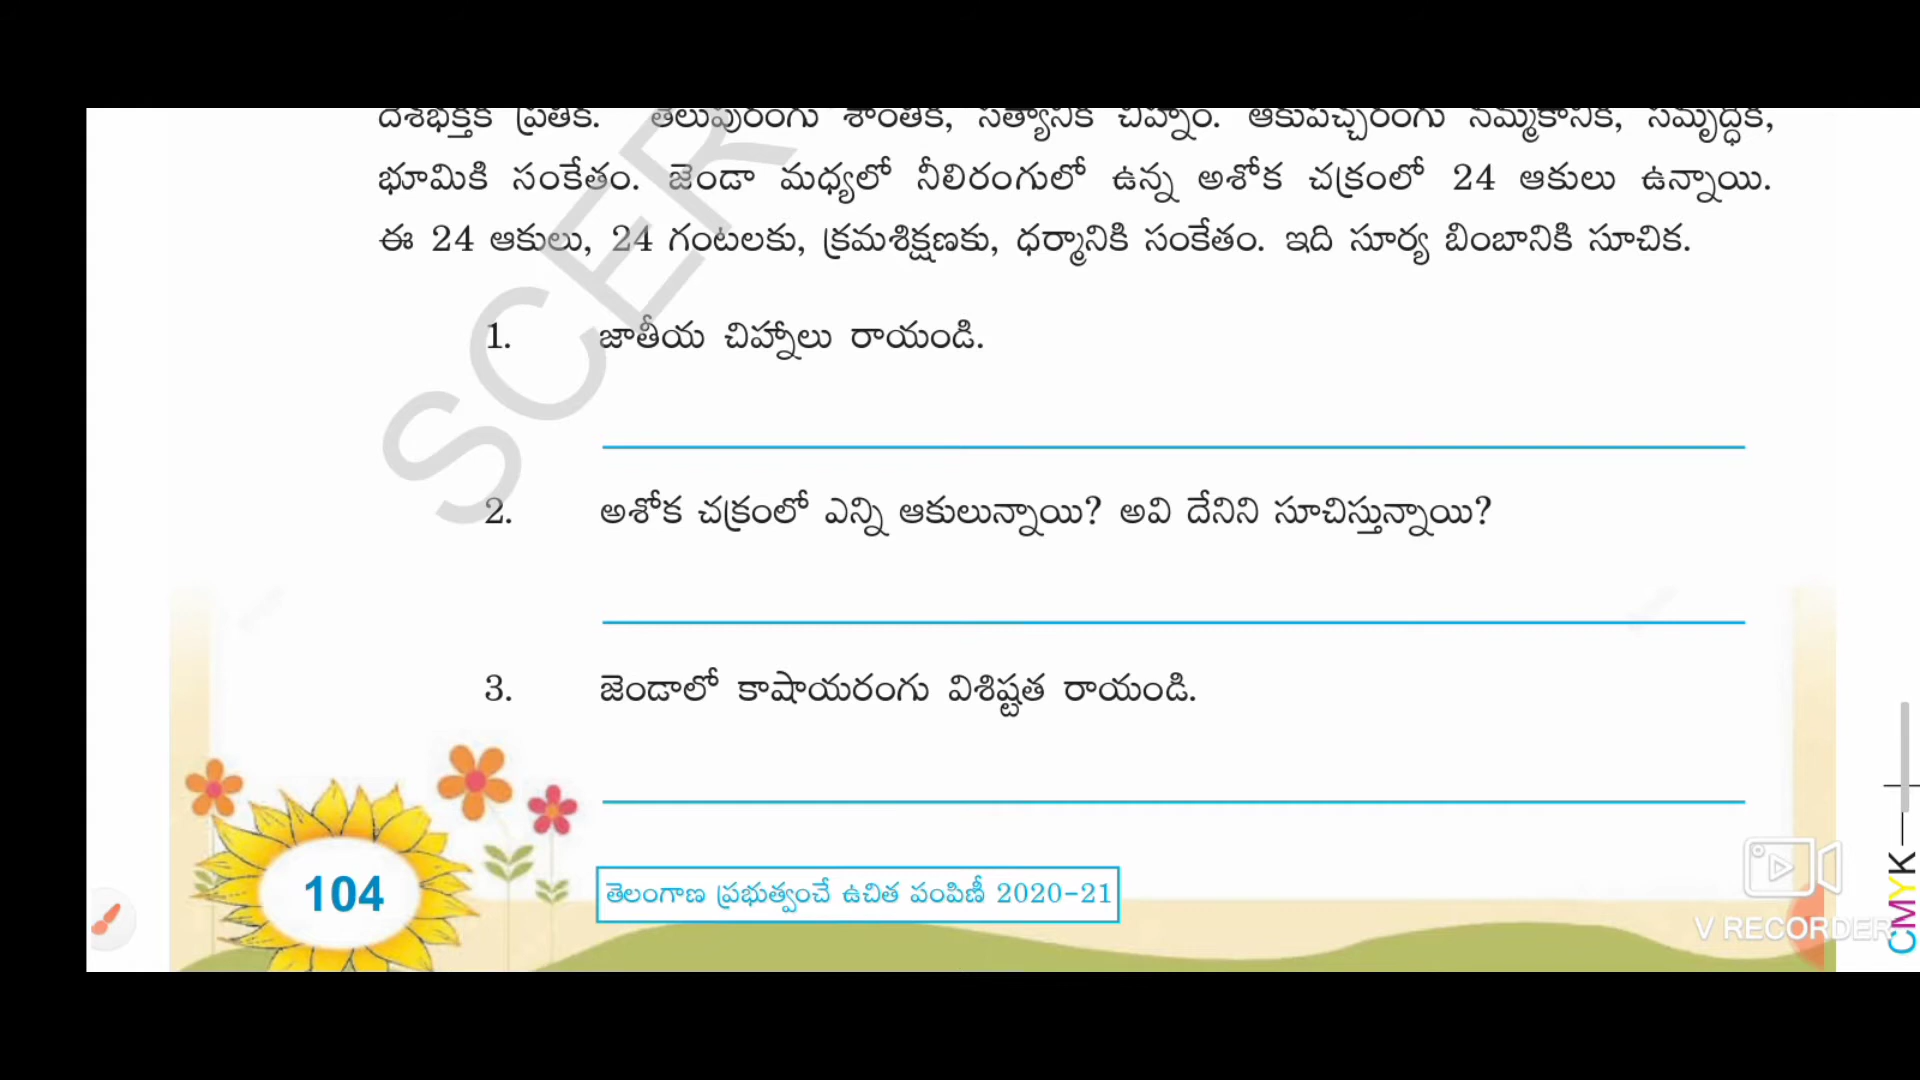 దేశభక్తికి ప్రతీక. తెలుపురంగు శాంతికి, సత్యానికి చిహ్నం. ఆకుపచ్చరంగు నమ్మకానికి, సమృద్ధికి,
భూమికి సంకేతం. జెండా మధ్యలో నీలిరంగులో ఉన్న అశోక చక్రంలో 24 ఆకులు ఉన్నాయి.
ఈ 24 ఆకులు, 24 గంటలకు, క్రమశిక్షణకు, ధర్మానికి సంకేతం. ఇది సూర్య బింబానికి సూచిక.
SCER
1. జాతీయ చిహ్నాలు రాయండి.
2. అశోక చక్రంలో ఎన్ని ఆకులున్నాయి? అవి దేనిని సూచిస్తున్నాయి?
3. జెండాలో కాషాయరంగు విశిష్టత రాయండి.
104
తెలంగాణ ప్రభుత్వంచే ఉచిత పంపిణీ 2020-21
V RECORDER
CMYK